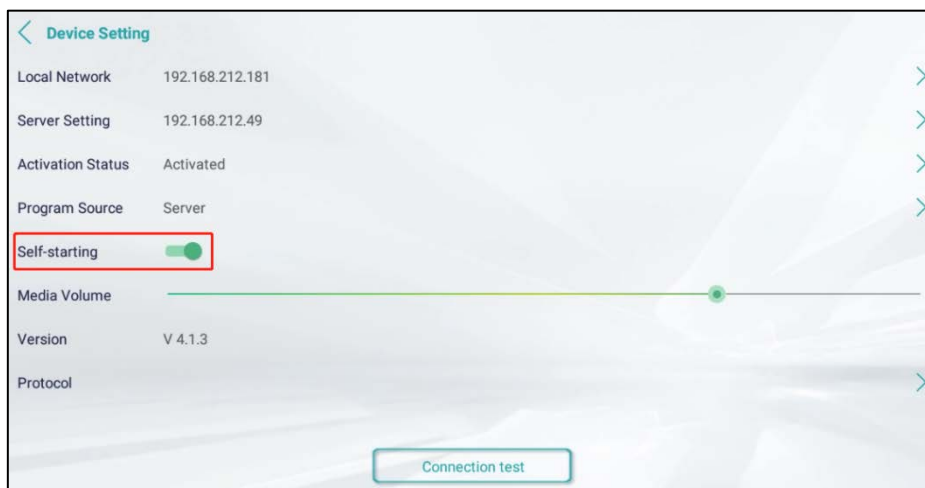 Device Setting
Local Network 192.168.212.181
Server Setting 192.168.212.49
Activation Status Activated
Program Source Server
Self-starting
Media Volume
Version V 4.1.3
Protocol
Connection test